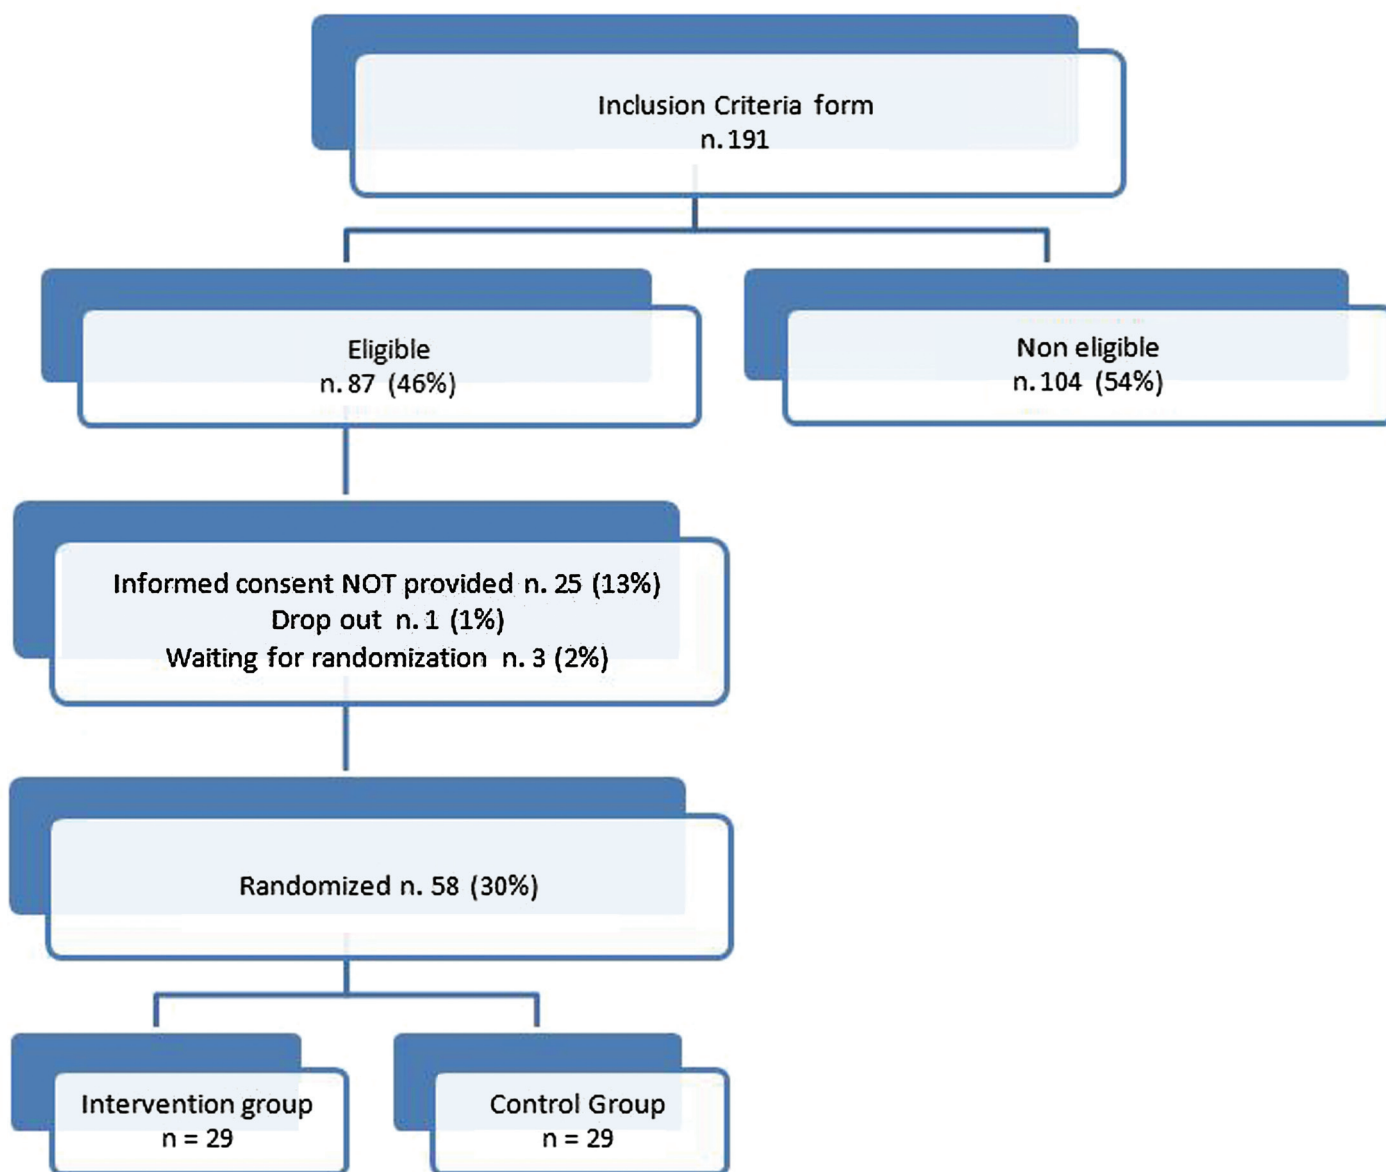 Inclusion Criteria form
n. 191
Eligible
n. 87 (46%)
Non eligible
n. 104 (54%)
Informed consent NOT provided n. 25 (13%)
Drop out n. 1 (1%)
Waiting for randomization n. 3 (2%)
Randomized n. 58 (30%)
Intervention group
n = 29
Control Group
n = 29